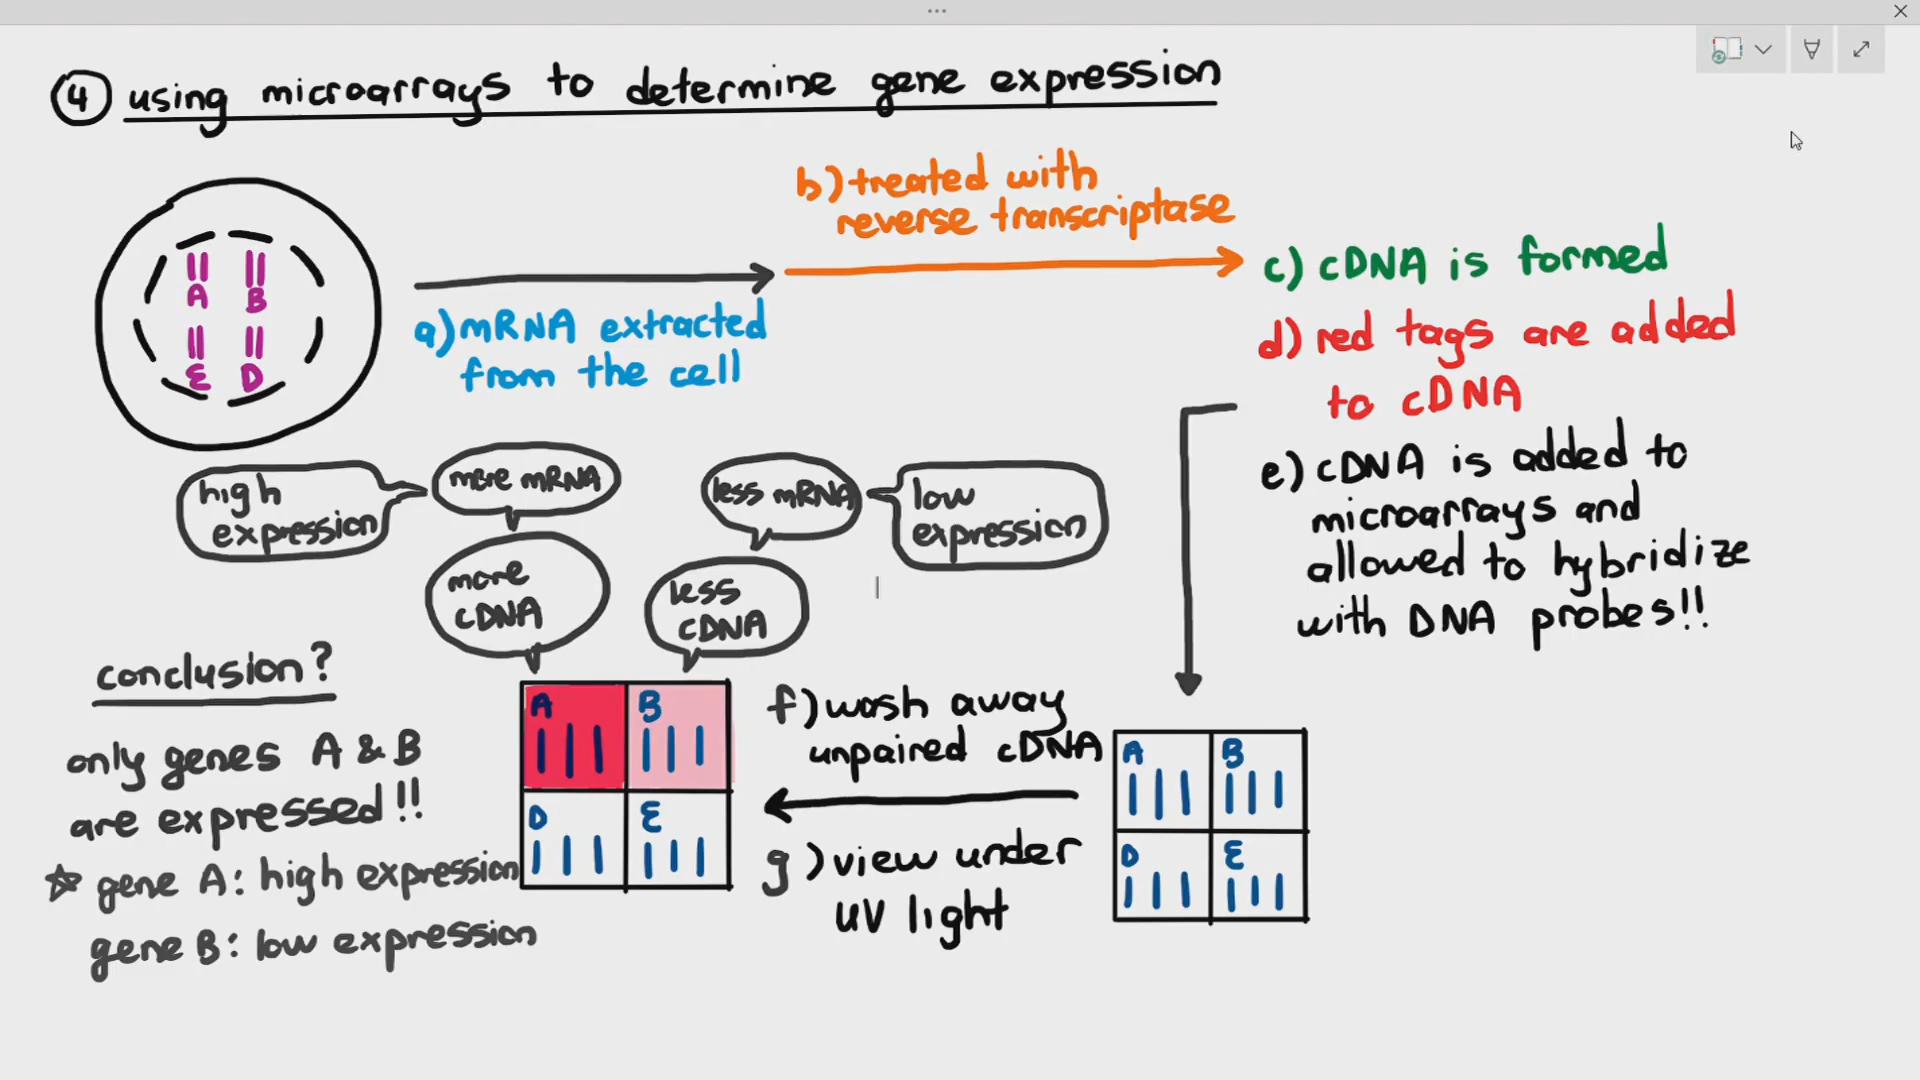 ④ using microarrays to determine gene expression
b) treated with
reverse transcriptase
A B
E D
a) mRNA extracted
from the cell
c) cDNA is formed
d) red tags are added
to cDNA
e) cDNA is added to
microarrays and
allowed to hybridize
with DNA probes!!
high
expression
more mRNA
less mRNA
low
expression
more
cDNA
less
cDNA
conclusion?
only genes A & B
are expressed!!
☆ gene A: high expression
gene B: low expression
A B
D E
f) wash away
unpaired cDNA
g) view under
UV light
A B
D E